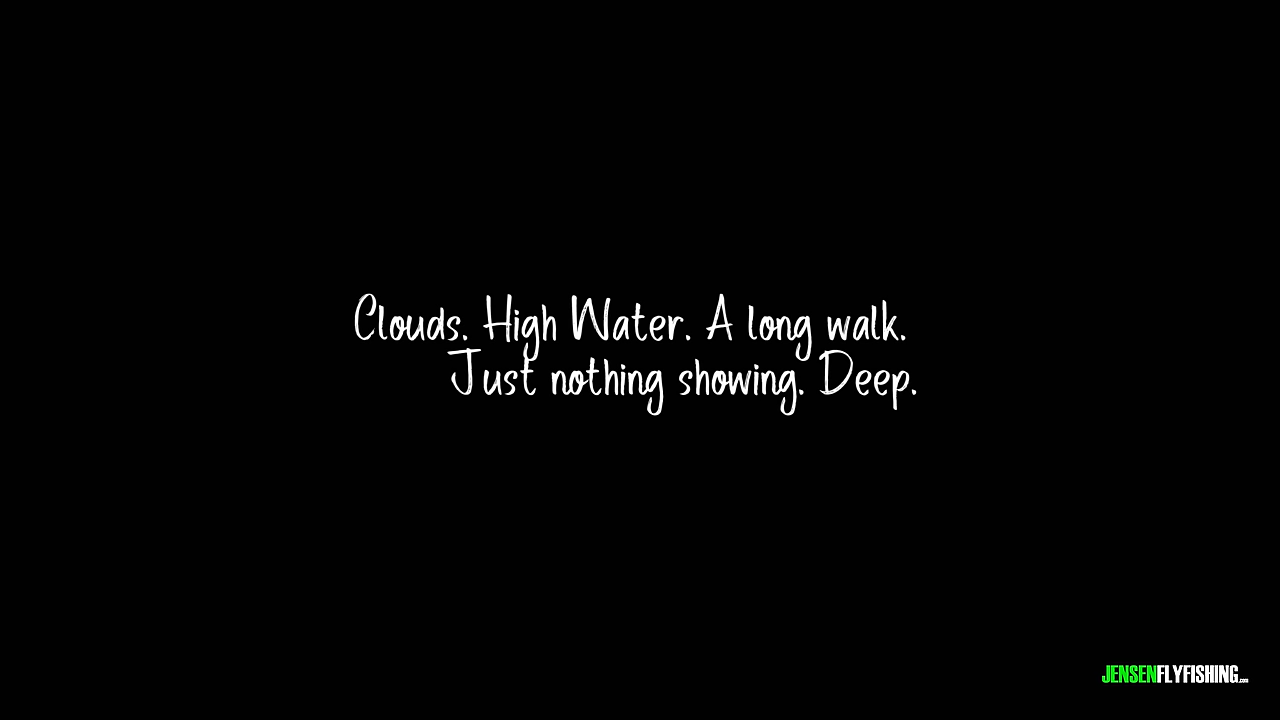 Clouds. High Water. A long walk.
Just nothing showing. Deep.
JENSENFLYFISHING.com